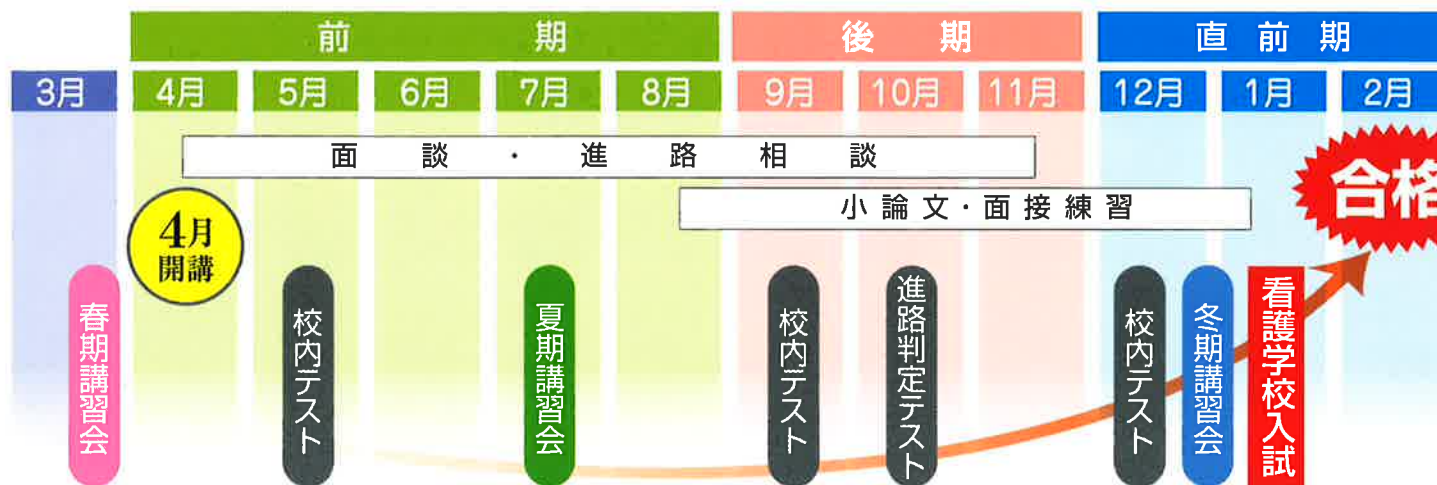 前期
後期
直前期
3月
4月
5月
6月
7月
8月
9月
10月
11月
12月
1月
2月
面談・進路相談
小論文・面接練習
合格
4月
開講
春期講習会
校内テスト
夏期講習会
校内テスト
進路判定テスト
校内テスト
冬期講習会
看護学校入試